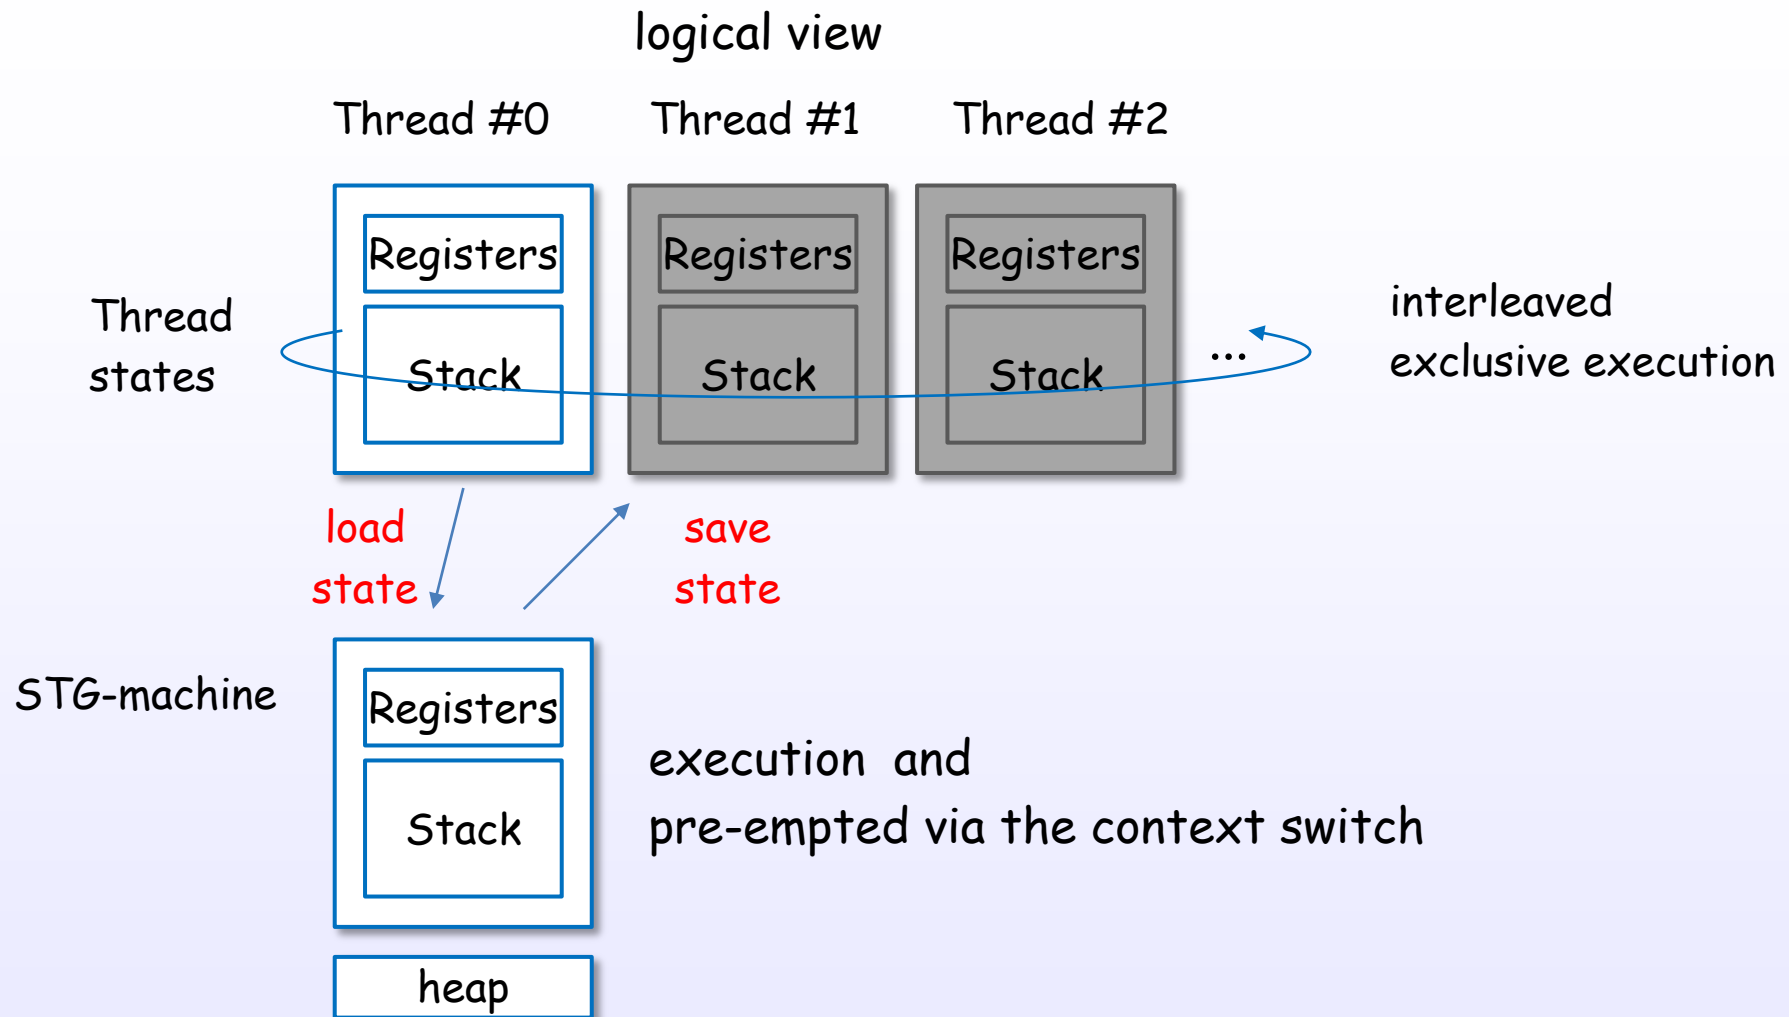 logical view
Thread #0
Thread #1
Thread #2
Registers
Registers
Registers
Thread
states
Stack
Stack
Stack
...
interleaved
exclusive execution
load
state
save
state
STG-machine
Registers
Stack
execution and
pre-empted via the context switch
heap